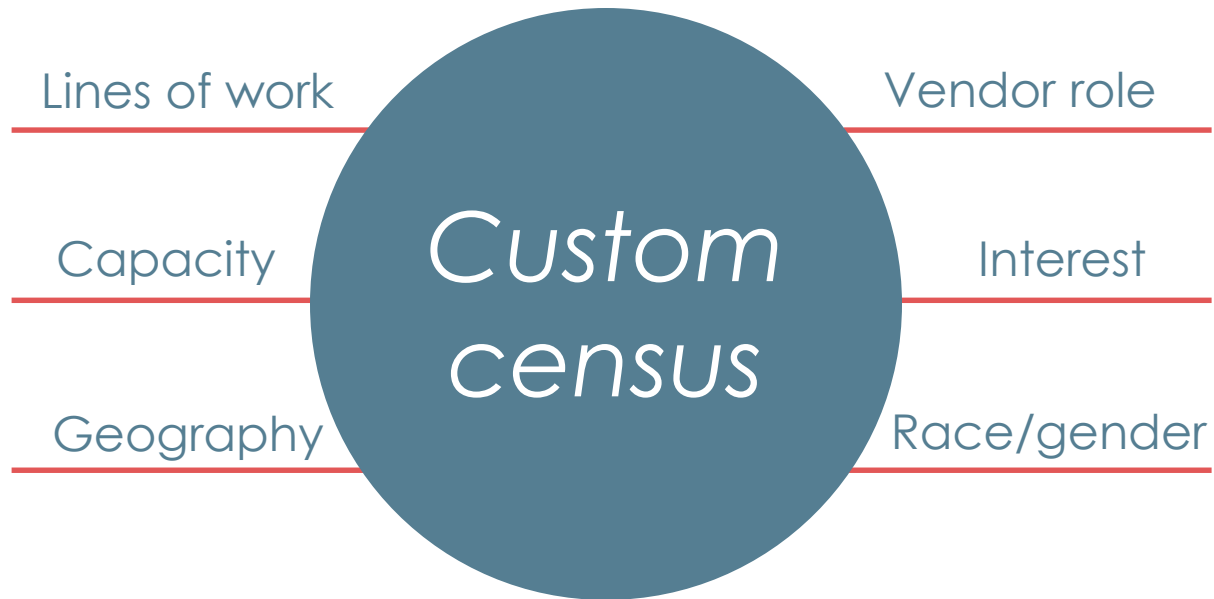 Lines of work
Capacity
Geography
Custom
census
Vendor role
Interest
Race/gender